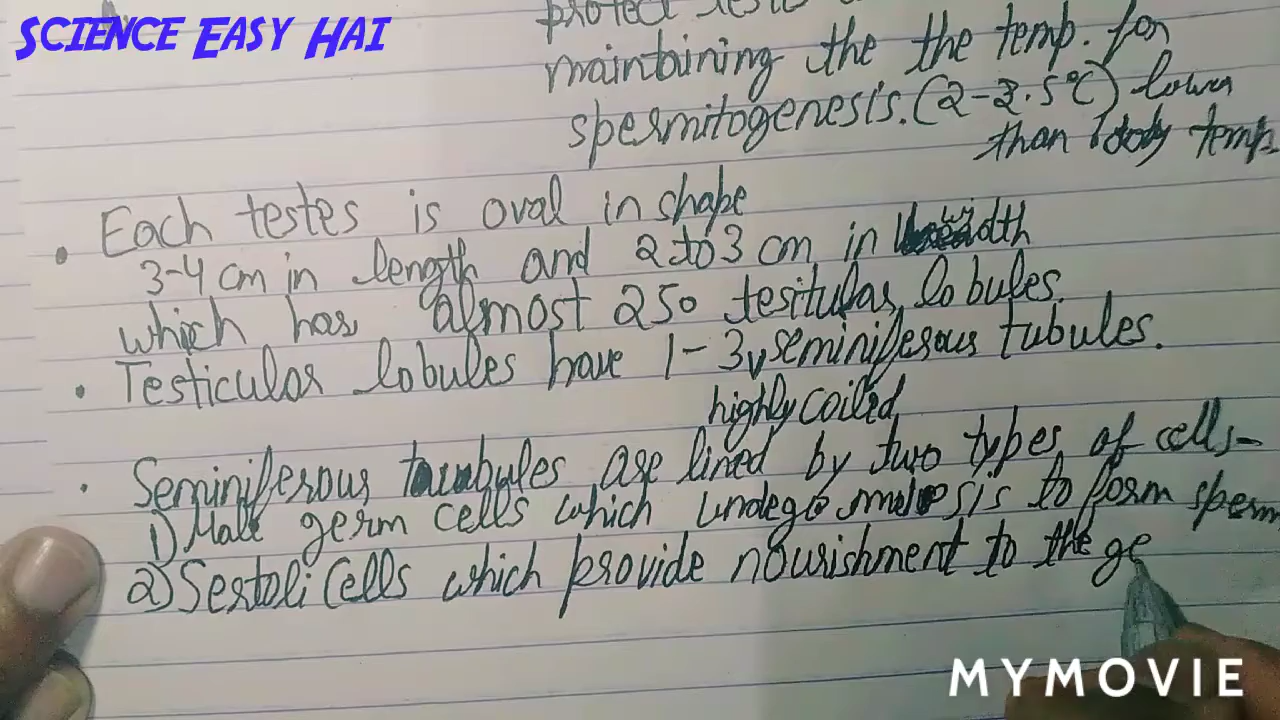 SCIENCE EASY HAI
protect testes
maintaining the the temp. for
spermitogenesis. (2-2.5°C) lower
than body temp.
• Each testes is oval in shape
3-4 cm in length and 2 to 3 cm in width
which has almost 250 tesitular lobules.
• Testicular lobules have 1-3 seminiferous tubules.
highly coiled
• Seminiferous tubules are lined by two types of cells-
1) Male germ cells which undego meiosis to form sperm
2) Sertoli Cells which provide nourishment to the ge
MYMOVIE